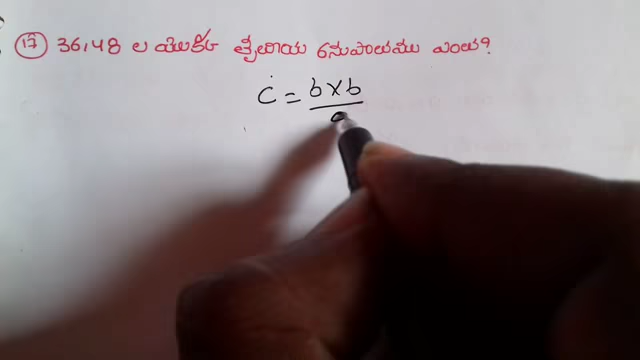 17 36,48 ల యొక్క తృతీయ అనుపాతము ఎంత?
c = b×b
a